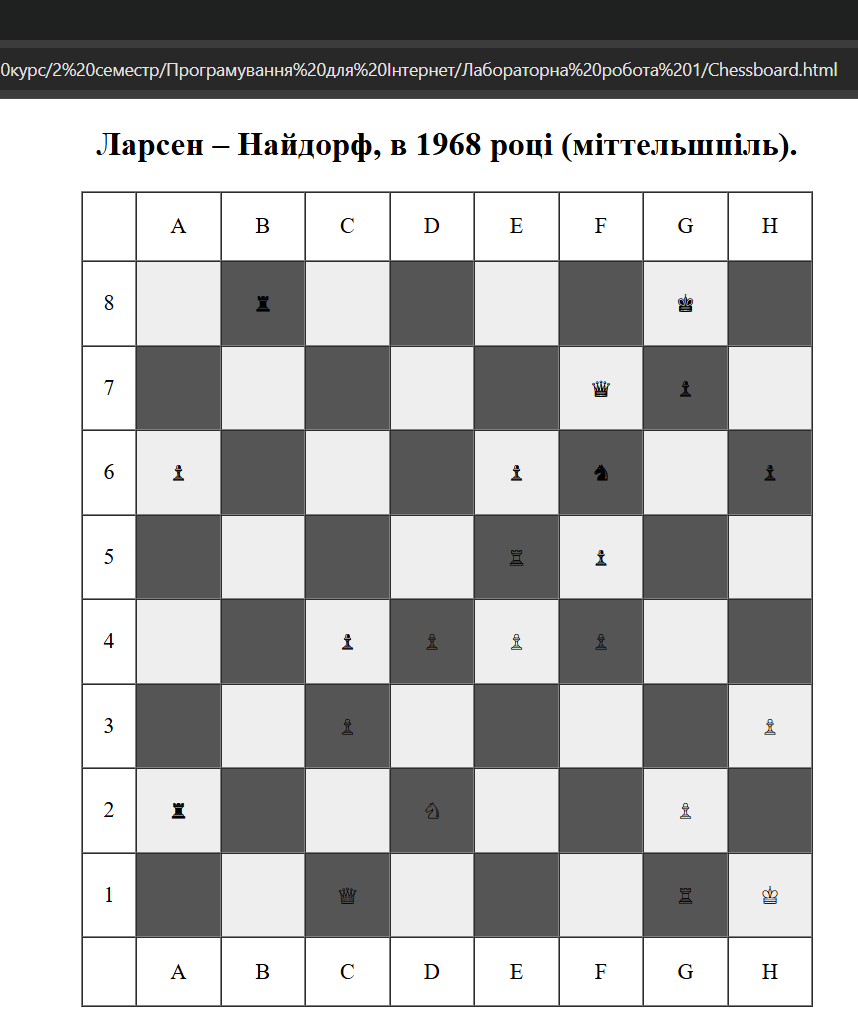 0курс/2%20семестр/Програмування%20для%20Інтернет/Лабораторна%20робота%201/Chessboard.html
Ларсен – Найдорф, в 1968 році (міттельшпіль).
A B C D E F G H
8 ♜ ♚
7 ♛ ♝
6 ♝ ♝ ♞ ♝
5 ♖ ♝
4 ♝ ♗ ♗ ♗
3 ♗ ♗
2 ♜ ♘ ♗
1 ♕ ♖ ♔
A B C D E F G H